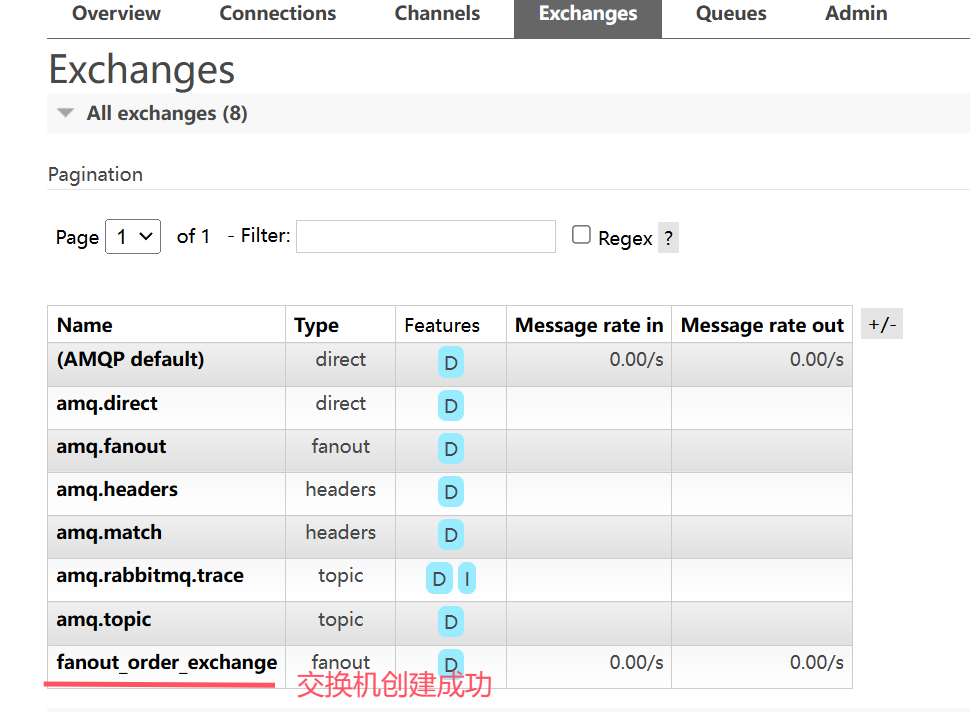 Overview Connections Channels Exchanges Queues Admin
Exchanges
All exchanges (8)
Pagination
Page 1 of 1 - Filter: Regex ?
Name Type Features Message rate in Message rate out +/-
(AMQP default) direct D 0.00/s 0.00/s
amq.direct direct D
amq.fanout fanout D
amq.headers headers D
amq.match headers D
amq.rabbitmq.trace topic D I
amq.topic topic D
fanout_order_exchange fanout D 0.00/s 0.00/s
交换机创建成功